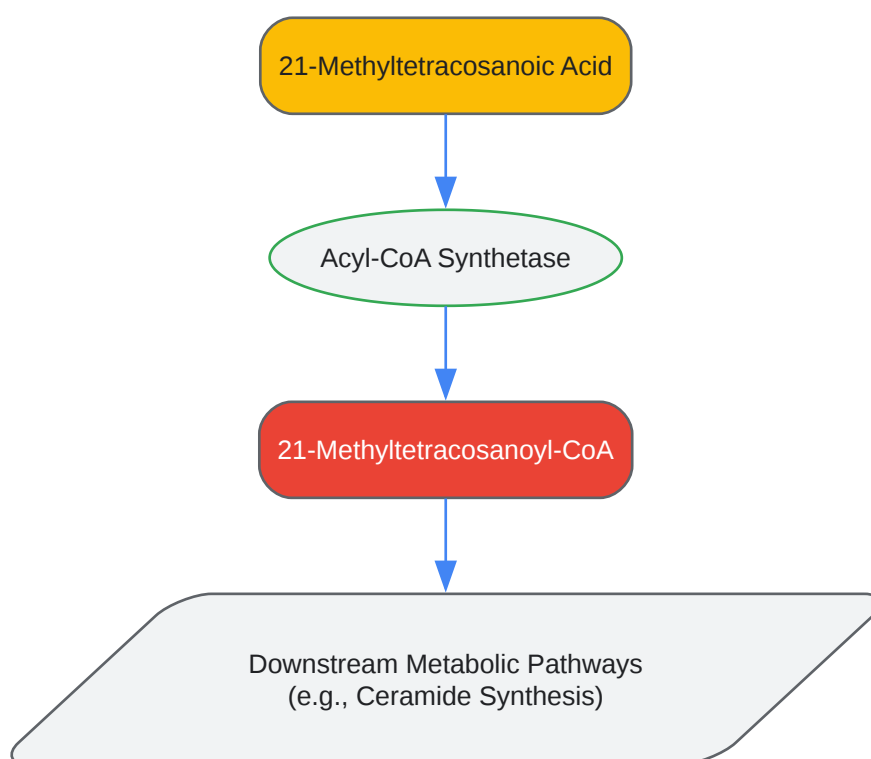 21-Methyltetracosanoic Acid
Acyl-CoA Synthetase
21-Methyltetracosanoyl-CoA
Downstream Metabolic Pathways
(e.g., Ceramide Synthesis)